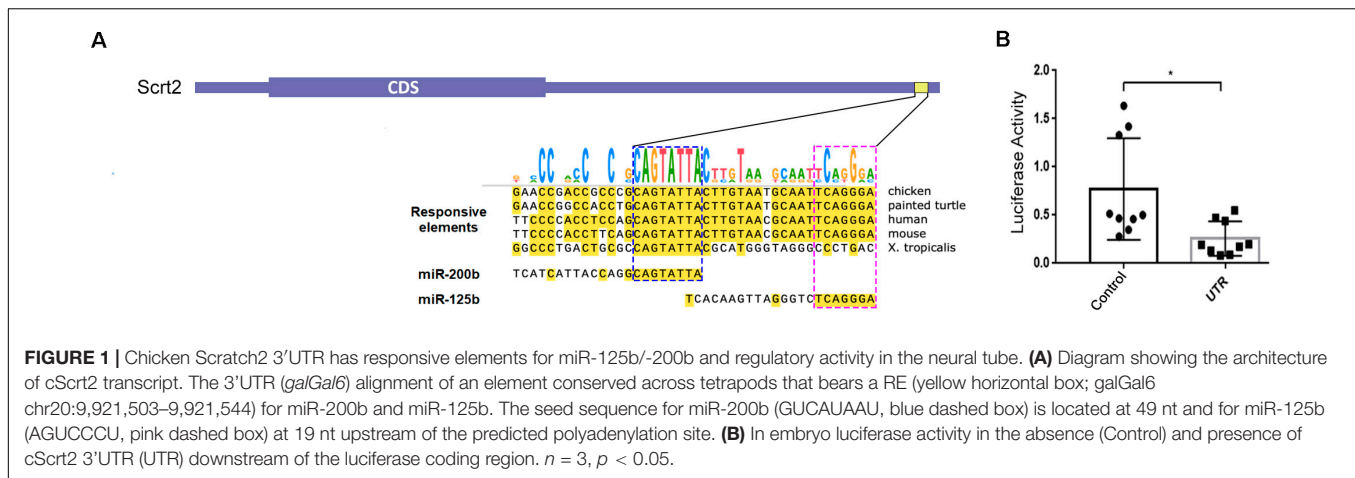 A
Scrt2
CDS
CAGTATTAC
GAACCGACCGCCCGCAGTATTACTTGTAATGCAATTCAGGGA chicken
GAACCGGCCACCTGCAGTATTACTTGTAATGCAATTCAGGGA painted turtle
Responsive elements
TTCCCCACCTCCAGCAGTATTACTTGTAACGCAATTCAGGGA human
TTCCCCACCTTCAGCAGTATTACTTGTAACGCAATTCAGGGA mouse
GGCCCTGACTGCGCCAGTATTACGCATGGGTAGGGCCCTGAC X. tropicalis
miR-200b TCATCATTACCAGGCAGTATTA
miR-125b TCACAAGTTAGGGTCTCAGGGA
B
Luciferase Activity
2.0
1.5
1.0
0.5
0.0
*
Control
UTR
FIGURE 1 | Chicken Scratch2 3′UTR has responsive elements for miR-125b/-200b and regulatory activity in the neural tube. (A) Diagram showing the architecture
of cScrt2 transcript. The 3'UTR (galGal6) alignment of an element conserved across tetrapods that bears a RE (yellow horizontal box; galGal6
chr20:9,921,503–9,921,544) for miR-200b and miR-125b. The seed sequence for miR-200b (GUCAUAAU, blue dashed box) is located at 49 nt and for miR-125b
(AGUCCCU, pink dashed box) at 19 nt upstream of the predicted polyadenylation site. (B) In embryo luciferase activity in the absence (Control) and presence of
cScrt2 3'UTR (UTR) downstream of the luciferase coding region. n = 3, p < 0.05.